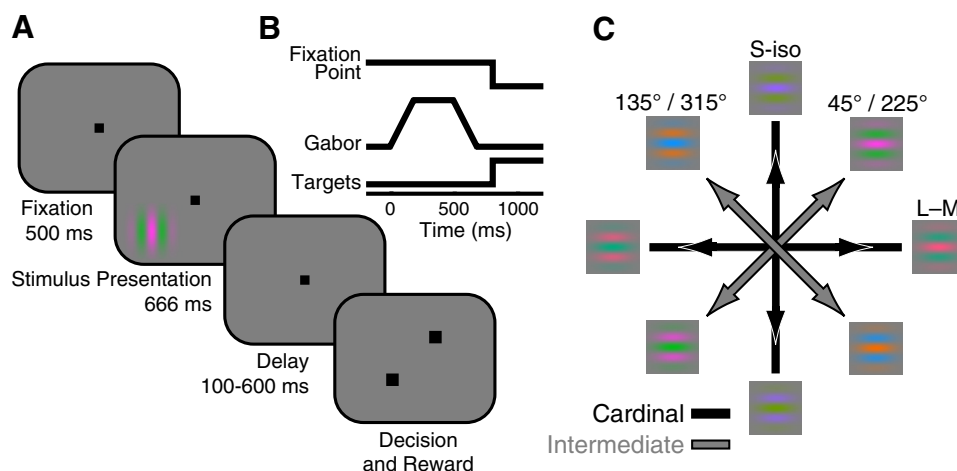 A
Fixation
500 ms
Stimulus Presentation
666 ms
Delay
100-600 ms
Decision
and Reward
B
Fixation
Point
Gabor
Targets
0 500 1000
Time (ms)
C
S-iso
135° / 315°
45° / 225°
L–M
Cardinal
Intermediate